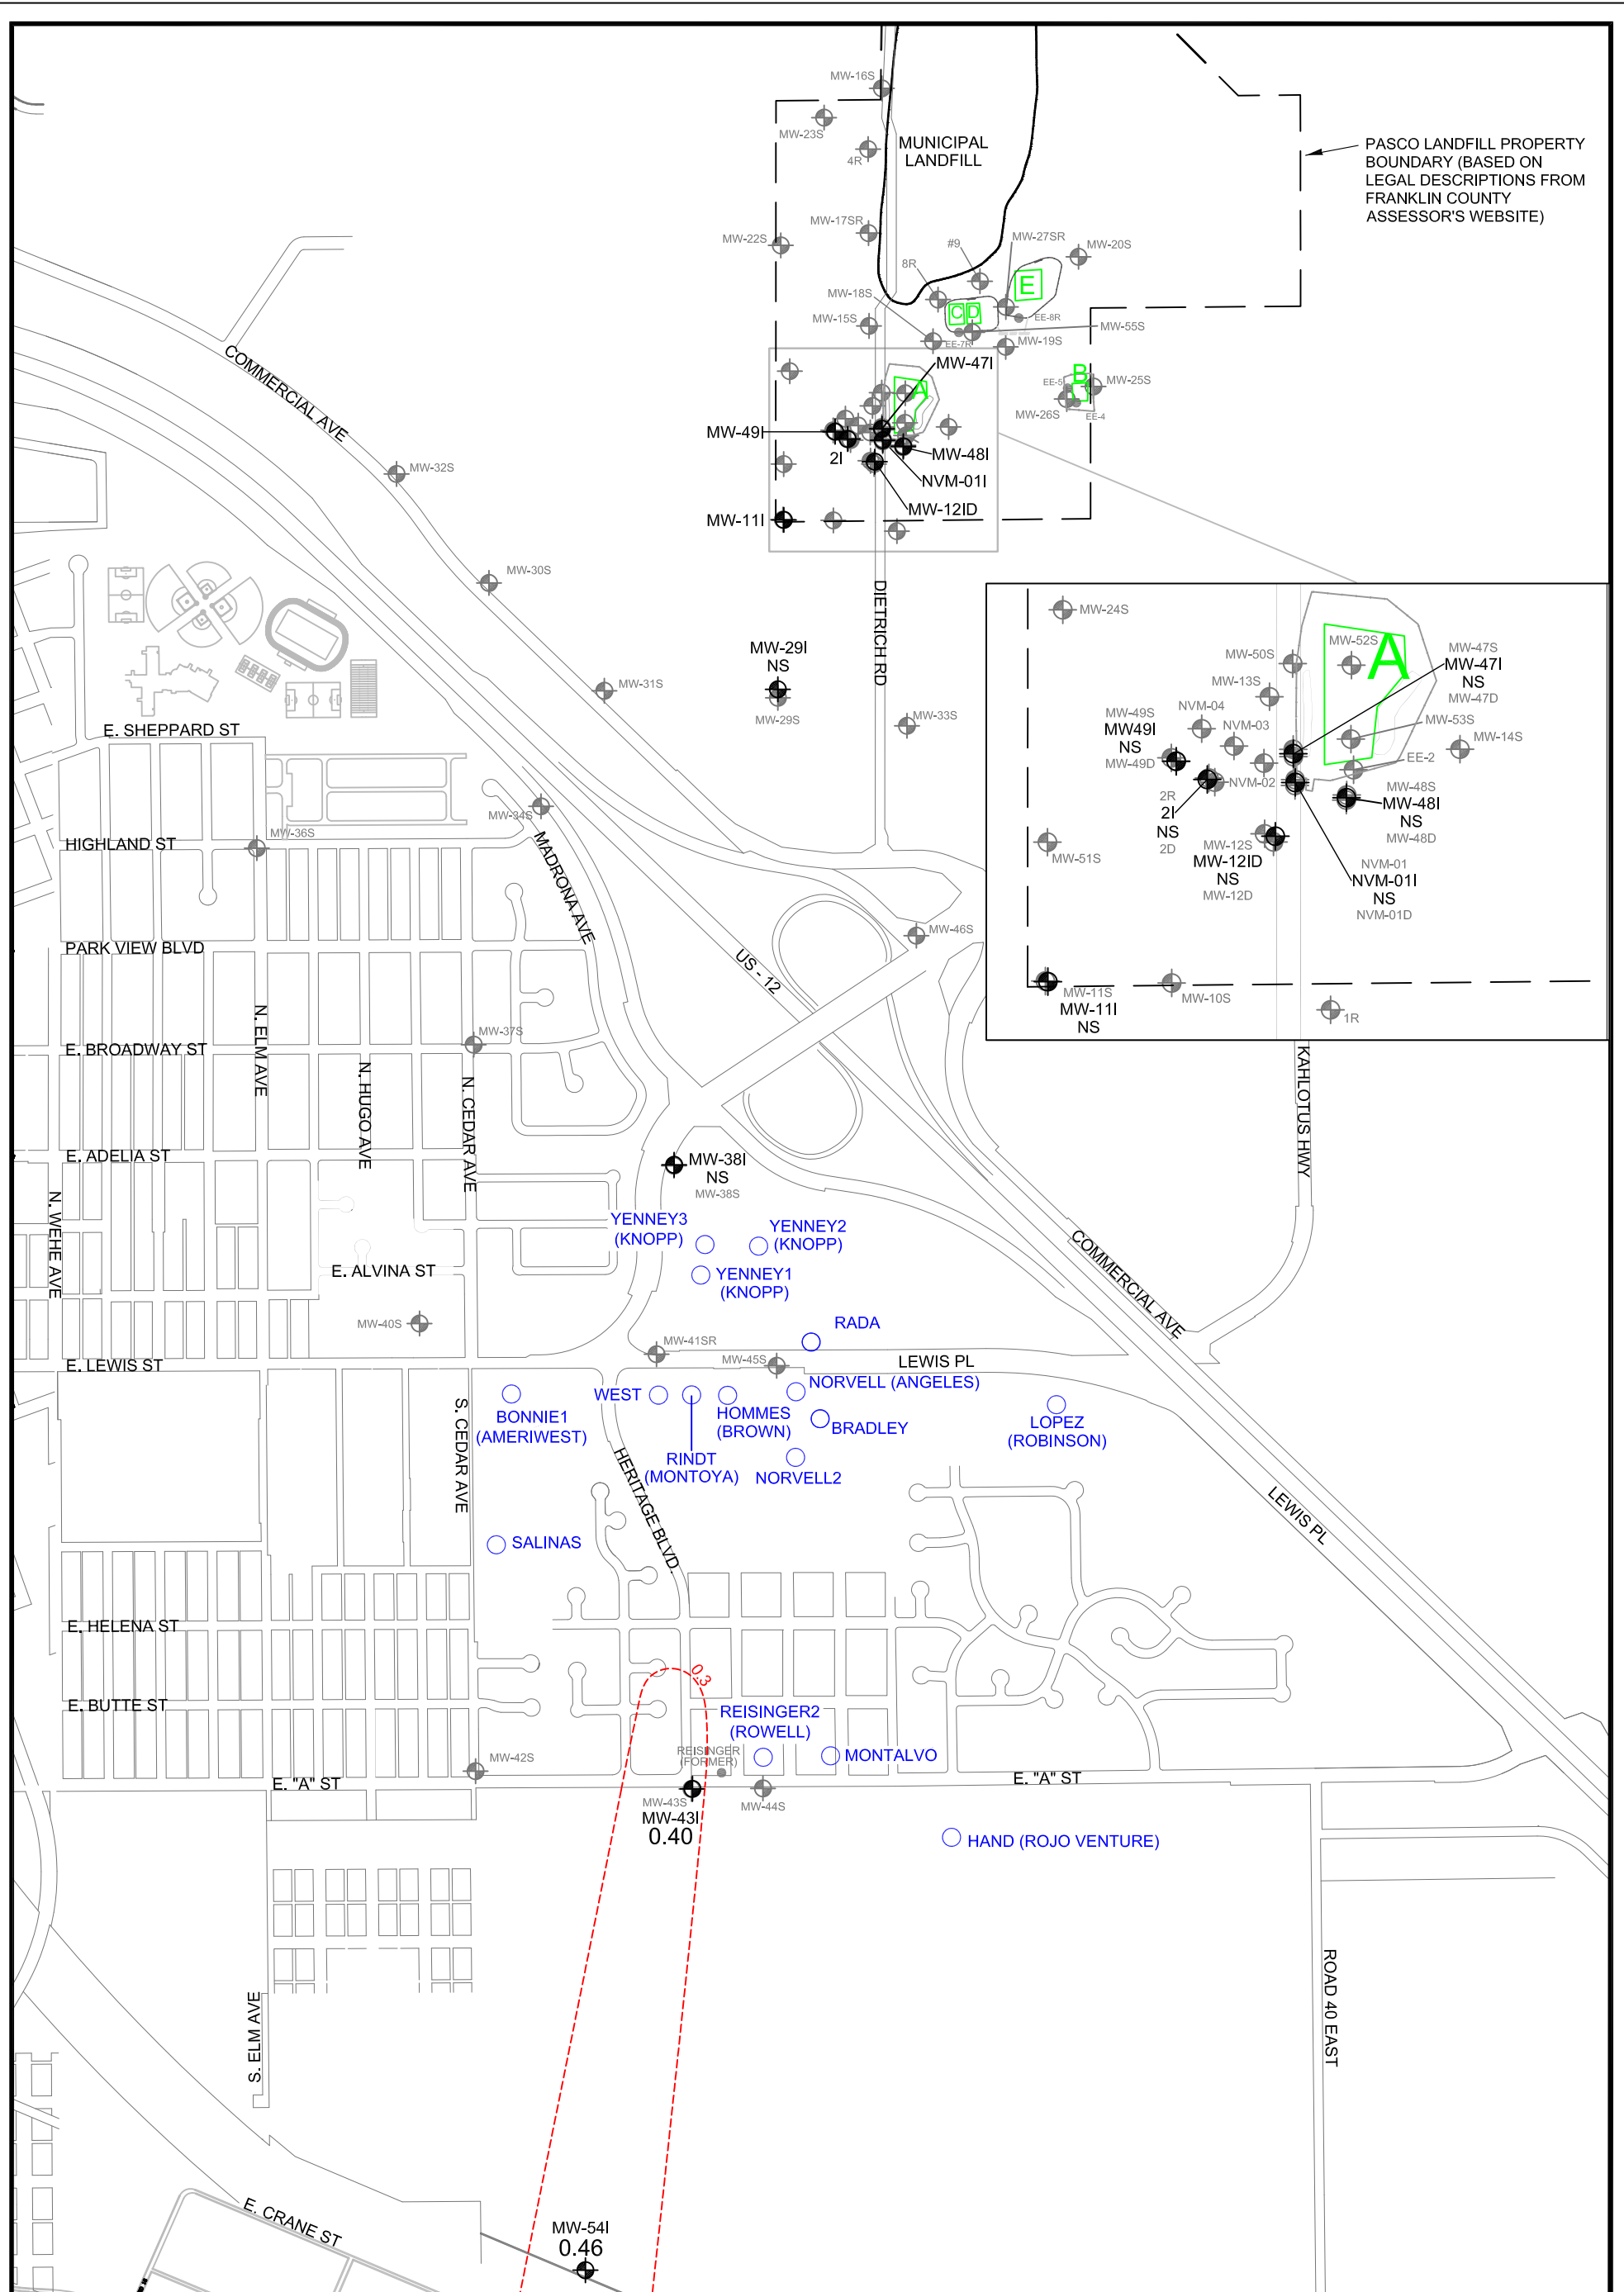 MW-16S
MW-23S
4R
MUNICIPAL
LANDFILL
PASCO LANDFILL PROPERTY
BOUNDARY (BASED ON
LEGAL DESCRIPTIONS FROM
FRANKLIN COUNTY
ASSESSOR'S WEBSITE)
MW-17SR
MW-22S
#9
MW-27SR
MW-20S
8R
E
MW-18S
C
D
EE-8R
MW-15S
MW-55S
EE-7R
MW-19S
MW-47I
A
B
EE-5
MW-25S
MW-26S
EE-4
MW-49I
2I
MW-48I
NVM-01I
MW-12ID
MW-11I
COMMERCIAL AVE
MW-32S
MW-30S
DIETRICH RD
MW-29I
NS
MW-29S
MW-31S
MW-33S
E. SHEPPARD ST
MW-24S
MW-52S
A
MW-50S
MW-47S
MW-47I
NS
MW-47D
MW-13S
NVM-04
MW-49S
MW49I
NS
MW-49D
NVM-03
MW-53S
MW-14S
EE-2
NVM-02
2R
2I
NS
2D
MW-48S
MW-48I
NS
MW-48D
MW-51S
MW-12S
MW-12ID
NS
MW-12D
NVM-01
NVM-01I
NS
NVM-01D
MW-11S
MW-11I
NS
MW-10S
1R
MW-34S
MW-36S
HIGHLAND ST
MADRONA AVE
PARK VIEW BLVD
US - 12
MW-46S
N. ELM AVE
MW-37S
E. BROADWAY ST
N. HUGO AVE
N. CEDAR AVE
KAHLOTUS HWY
E. ADELIA ST
MW-38I
NS
MW-38S
N. WEHE AVE
YENNEY3
(KNOPP)
YENNEY2
(KNOPP)
YENNEY1
(KNOPP)
E. ALVINA ST
COMMERCIAL AVE
MW-40S
RADA
MW-41SR
MW-45S
E. LEWIS ST
LEWIS PL
NORVELL (ANGELES)
WEST
BONNIE1
(AMERIWEST)
HOMMES
(BROWN)
BRADLEY
LOPEZ
(ROBINSON)
S. CEDAR AVE
RINDT
(MONTOYA)
NORVELL2
HERITAGE BLVD.
LEWIS PL
SALINAS
E. HELENA ST
0.3
E. BUTTE ST
REISINGER2
(ROWELL)
REISINGER
(FORMER)
MONTALVO
MW-42S
E. "A" ST
E. "A" ST
MW-43S
MW-43I
0.40
MW-44S
HAND (ROJO VENTURE)
ROAD 40 EAST
S. ELM AVE
E. CRANE ST
MW-54I
0.46